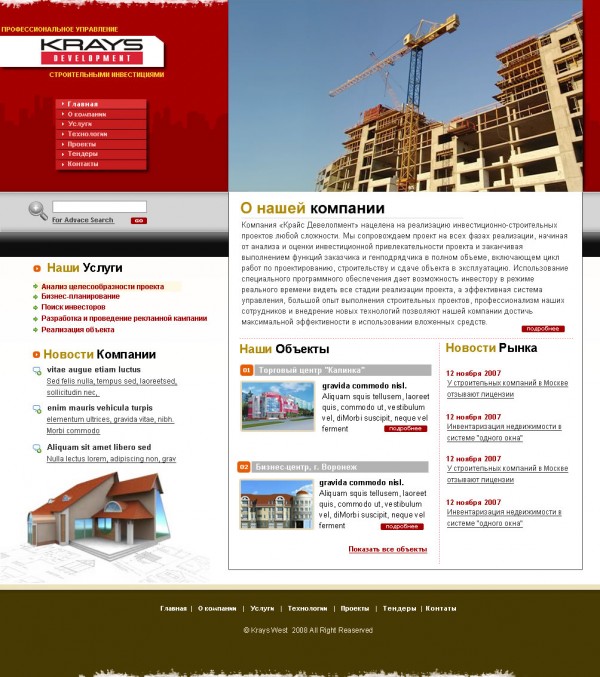 ПРОФЕССИОНАЛЬНОЕ УПРАВЛЕНИЕ
KRAYS
DEVELOPMENT
СТРОИТЕЛЬНЫМИ ИНВЕСТИЦИЯМИ
Главная
О компании
Услуги
Технологии
Проекты
Тендеры
Контакты
For Advace Search
GO
Наши Услуги
Анализ целесообразности проекта
Бизнес-планирование
Поиск инвесторов
Разработка и проведение рекламной канпании
Реализация объекта
Новости Компании
vitae augue etiam luctus
Sed felis nulla, tempus sed, laoreetsed,
sollicitudin nec,
enim mauris vehicula turpis
elementum ultrices, gravida vitae, nibh.
Morbi commodo
Aliquam sit amet libero sed
Nulla lectus lorem, adipiscing non, grav
О нашей компании
Компания «Крайс Девелопмент» нацелена на реализацию инвестиционно-строительных
проектов любой сложности. Мы сопровождаем проект на всех фазах реализации, начиная
от анализа и оценки инвестиционной привлекательности проекта и заканчивая
выполнением функций заказчика и генподрядчика в полном объеме, включающем цикл
работ по проектированию, строительству и сдаче объекта в эксплуатацию. Использование
специального программного обеспечения дает возможность инвестору в режиме
реального времени видеть все стадии реализации проекта, а эффективная система
управления, большой опыт выполнения строительных проектов, профессионализм наших
сотрудников и внедрение новых технологий позволяют нашей компании достичь
максимальной эффективности в использовании вложенных средств.
подробнее
Наши Объекты
01 Торговый центр "Калинка"
gravida commodo nisl.
Aliquam squis tellusem, laoreet
quis, commodo ut, vestibulum
vel, diMorbi suscipit, neque vel
ferment
подробнее
02 Бизнес-центр, г. Воронеж
gravida commodo nisl.
Aliquam squis tellusem, laoreet
quis, commodo ut, vestibulum
vel, diMorbi suscipit, neque vel
ferment
подробнее
Показать все объекты
Новости Рынка
12 ноября 2007
У строительных компаний в Москве
отзывают лицензии
12 ноября 2007
Инвентаризация недвижимости в
системе "одного окна"
12 ноября 2007
У строительных компаний в Москве
отзывают лицензии
12 ноября 2007
Инвентаризация недвижимости в
системе "одного окна"
Главная | О компании | Услуги | Технологии | Проекты | Тендеры | Контаты
© Krays West 2008 All Right Reaserved